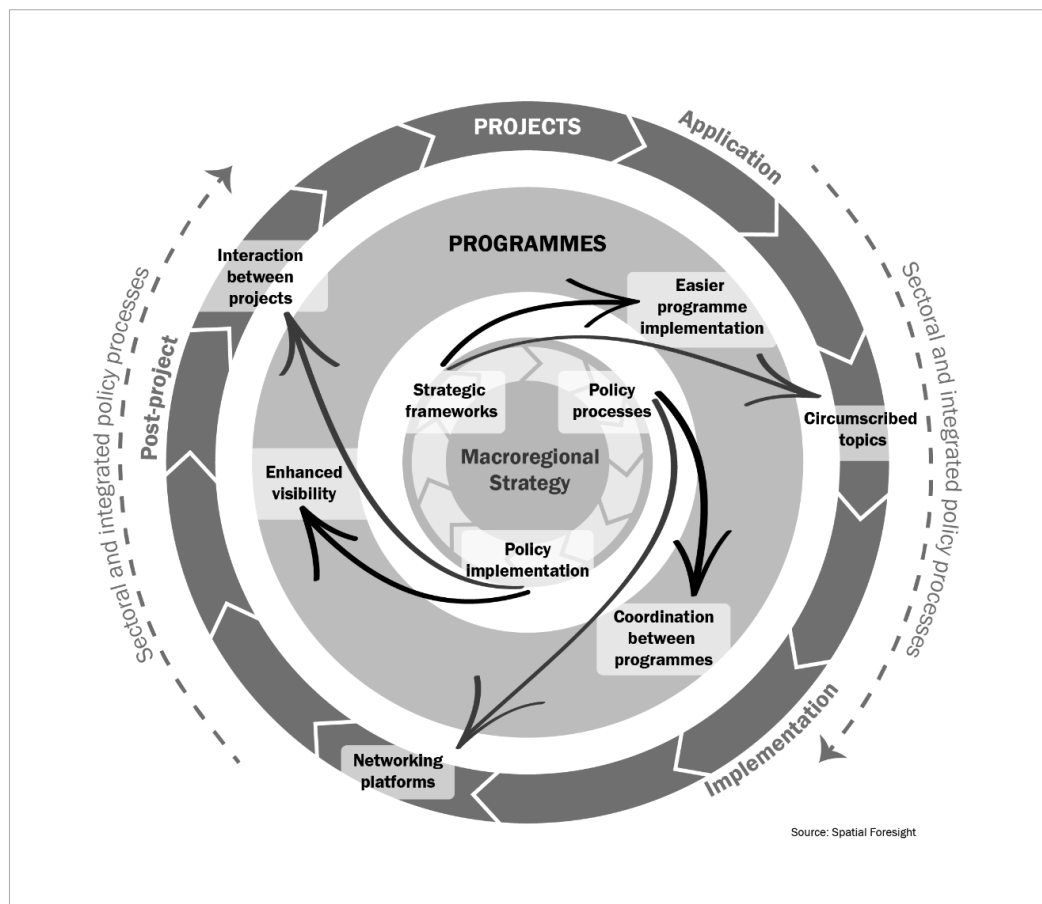 PROJECTS
Application
Sectoral and integrated policy processes
Interaction
between
projects
PROGRAMMES
Easier
programme
implementation
Sectoral and integrated policy processes
Post-project
Strategic
frameworks
Policy
processes
Circumscribed
topics
Macroregional
Strategy
Enhanced
visibility
Policy
implementation
Coordination
between
programmes
Implementation
Networking
platforms
Source: Spatial Foresight